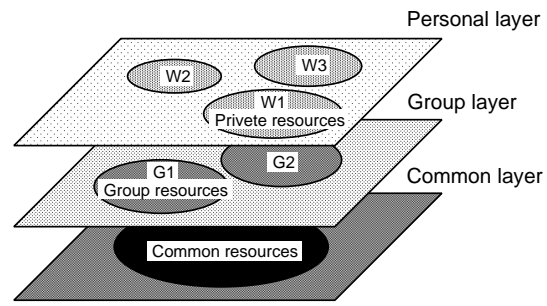 Personal layer
W3
W2
W1
Privete resources
Group layer
G2
G1
Group resources
Common layer
Common resources